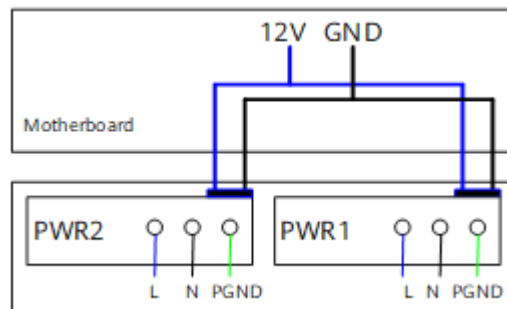 12V GND
Motherboard
PWR2
PWR1
L N PGND
L N PGND